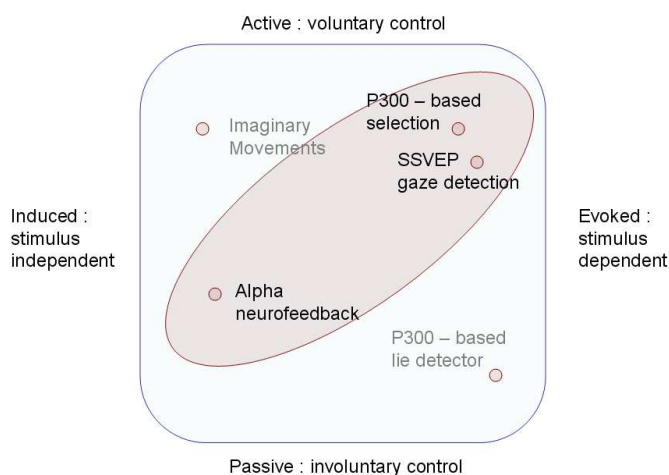 Active : voluntary control
P300 – based
selection
Imaginary
Movements
SSVEP
gaze detection
Induced :
stimulus
independent
Evoked :
stimulus
dependent
Alpha
neurofeedback
P300 – based
lie detector
Passive : involuntary control